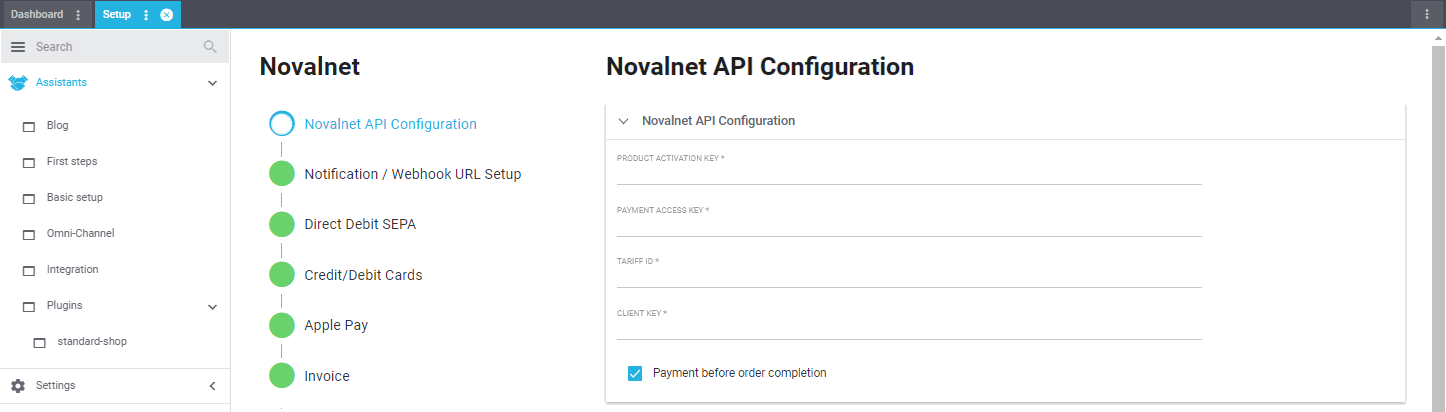 Dashboard
Setup
Search
Assistants
Blog
First steps
Basic setup
Omni-Channel
Integration
Plugins
standard-shop
Settings
Novalnet
Novalnet API Configuration
Notification / Webhook URL Setup
Direct Debit SEPA
Credit/Debit Cards
Apple Pay
Invoice
Novalnet API Configuration
Novalnet API Configuration
PRODUCT ACTIVATION KEY *
PAYMENT ACCESS KEY *
TARIFF ID *
CLIENT KEY *
Payment before order completion